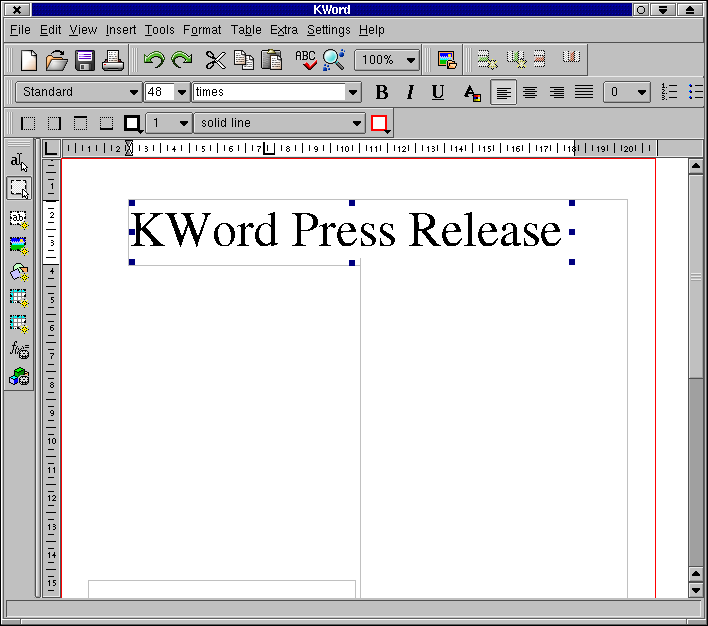 KWord
File Edit View Insert Tools Format Table Extra Settings Help
ABC 100%
Standard 48 times B I U A 0
1 solid line
1 2 3 4 5 6 7 8 9 10 11 12 13 14 15 16 17 18 19 20
KWord Press Release
1
2
3
4
5
6
7
8
9
10
11
12
13
14
15